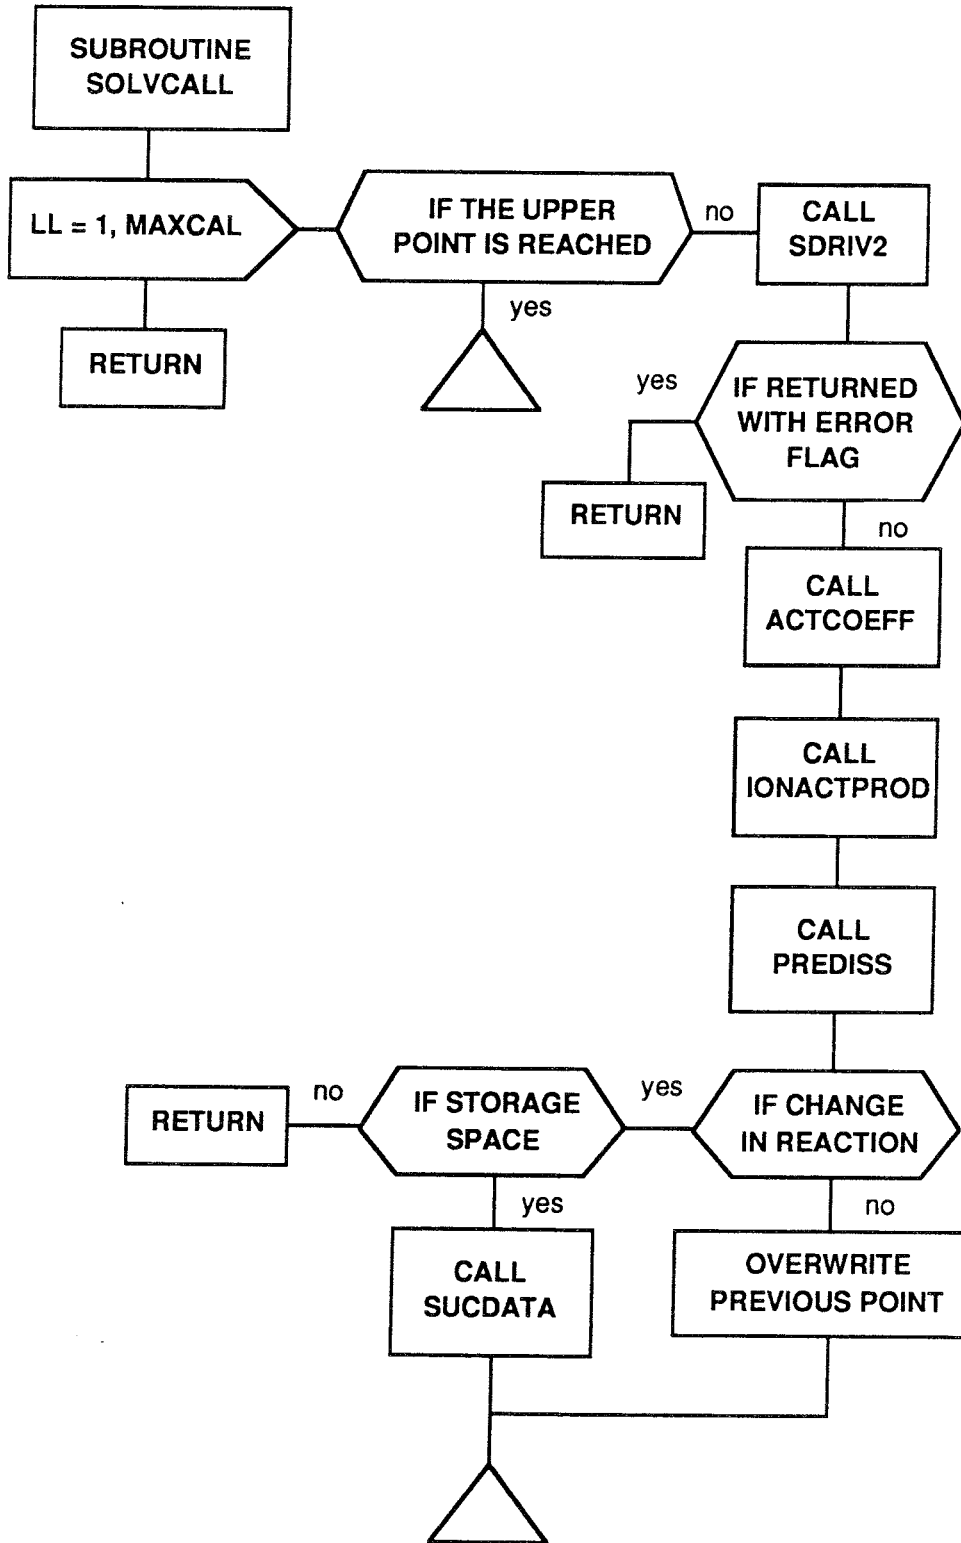 SUBROUTINE
SOLVCALL
LL = 1, MAXCAL
IF THE UPPER
POINT IS REACHED
no
CALL
SDRIV2
yes
RETURN
yes
IF RETURNED
WITH ERROR
FLAG
RETURN
no
CALL
ACTCOEFF
CALL
IONACTPROD
CALL
PREDISS
IF CHANGE
IN REACTION
yes
IF STORAGE
SPACE
no
RETURN
yes
no
CALL
SUCDATA
OVERWRITE
PREVIOUS POINT